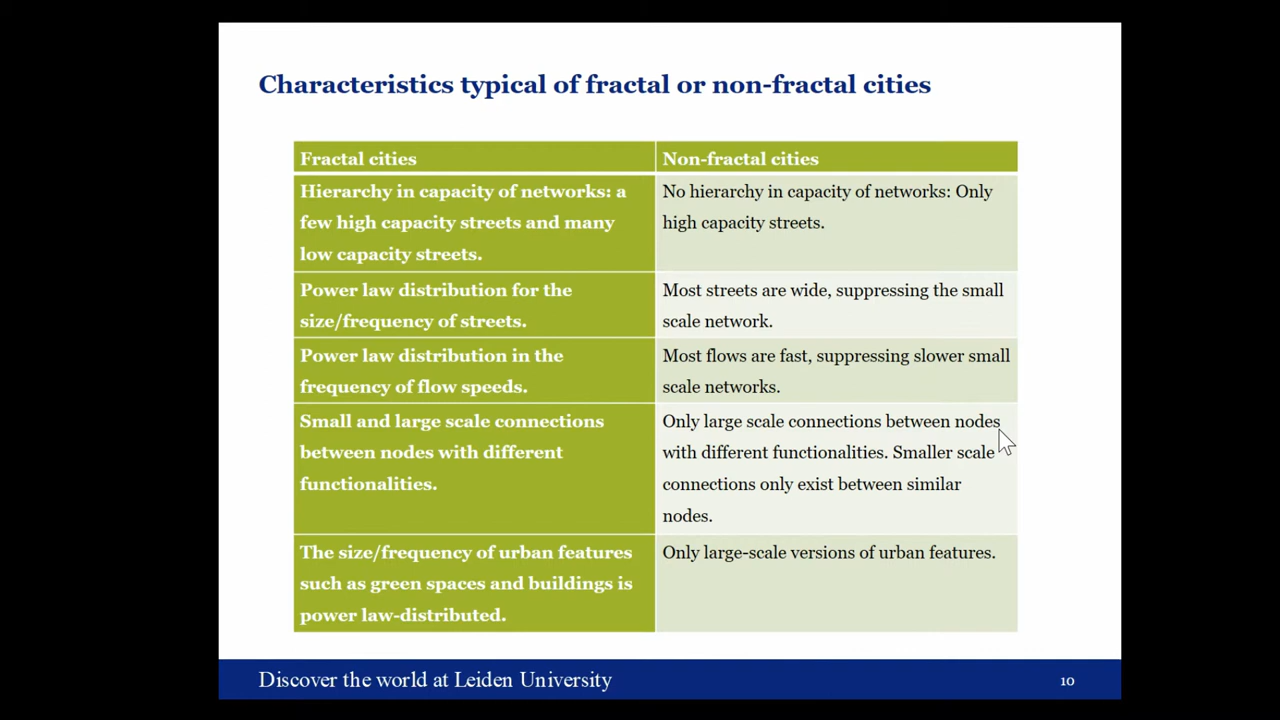 Characteristics typical of fractal or non-fractal cities
Fractal cities
Non-fractal cities
Hierarchy in capacity of networks: a
few high capacity streets and many
low capacity streets.
No hierarchy in capacity of networks: Only
high capacity streets.
Power law distribution for the
size/frequency of streets.
Most streets are wide, suppressing the small
scale network.
Power law distribution in the
frequency of flow speeds.
Most flows are fast, suppressing slower small
scale networks.
Small and large scale connections
between nodes with different
functionalities.
Only large scale connections between nodes
with different functionalities. Smaller scale
connections only exist between similar
nodes.
The size/frequency of urban features
such as green spaces and buildings is
power law-distributed.
Only large-scale versions of urban features.
Discover the world at Leiden University
10